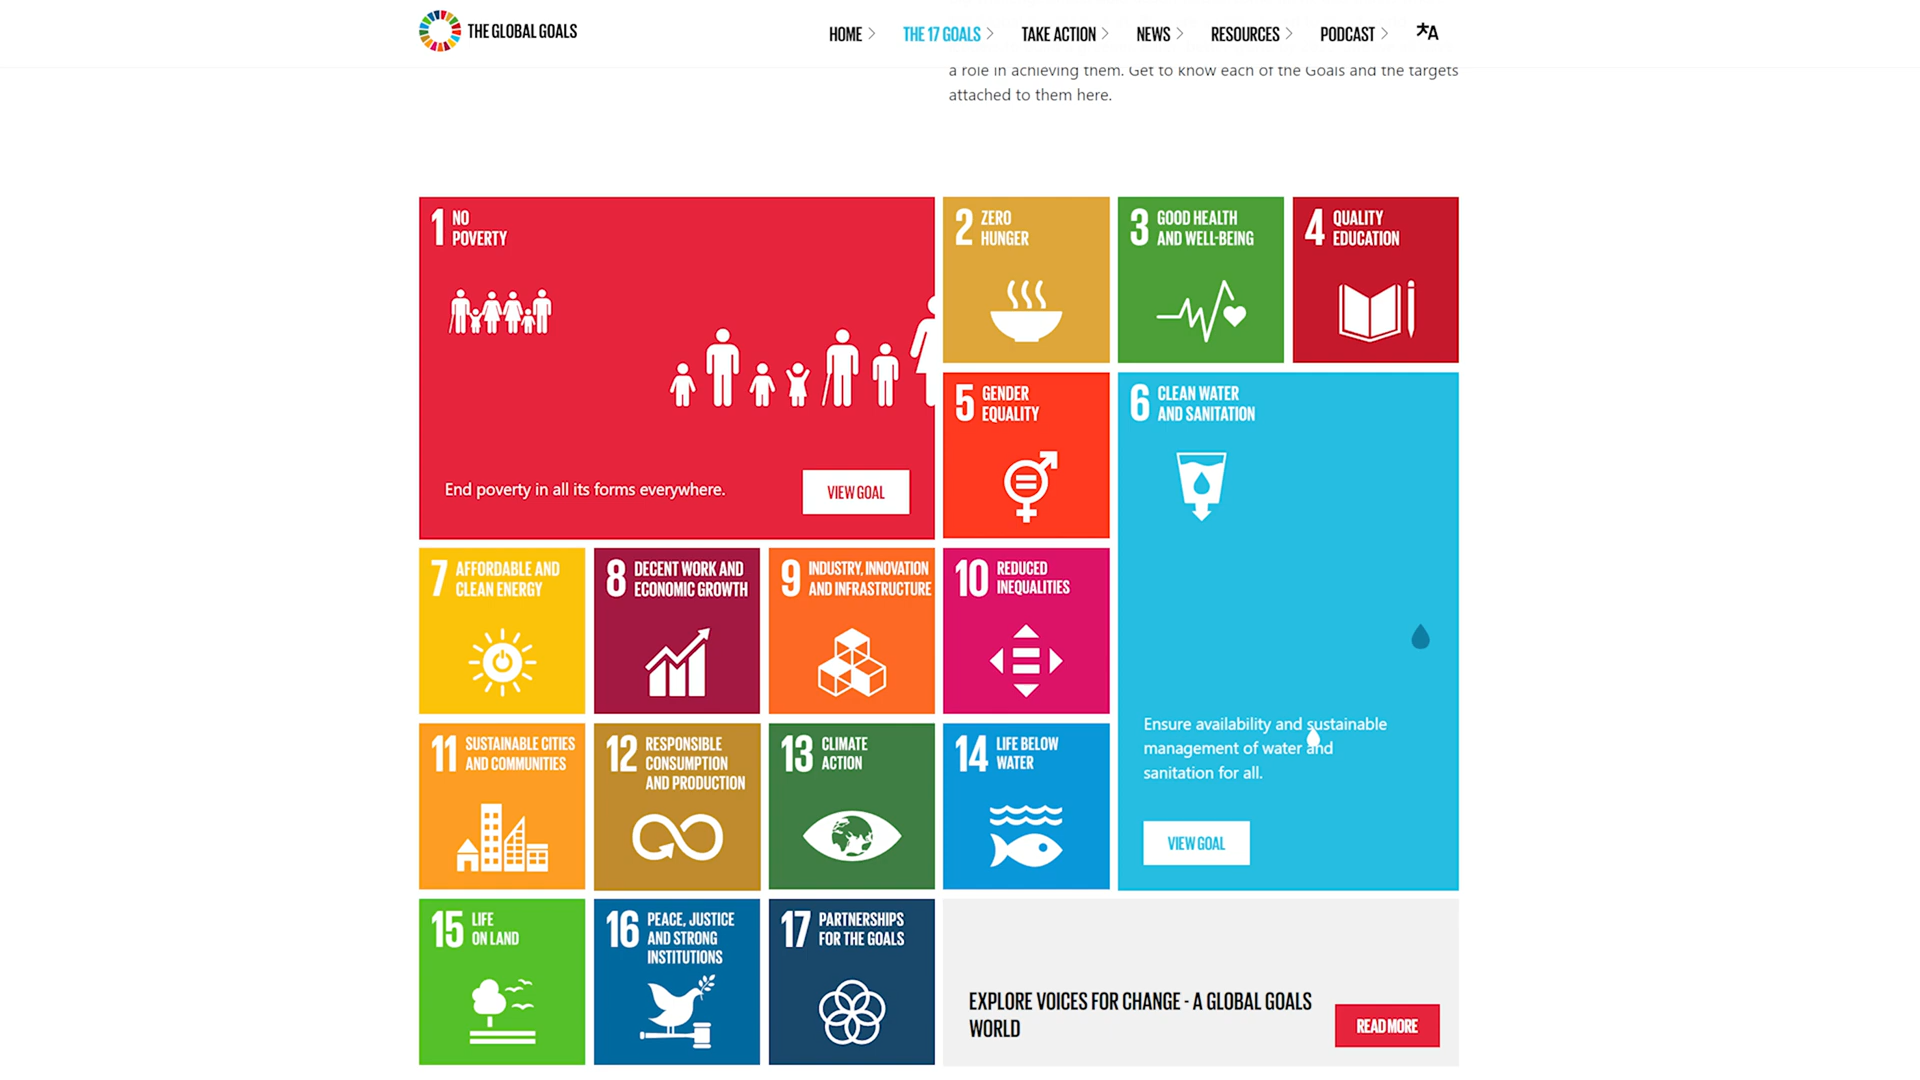 THE GLOBAL GOALS
HOME
THE 17 GOALS
TAKE ACTION
NEWS
RESOURCES
PODCAST
a role in achieving them. Get to know each of the Goals and the targets
attached to them here.
1 NO
POVERTY
End poverty in all its forms everywhere.
VIEW GOAL
2 ZERO
HUNGER
3 GOOD HEALTH
AND WELL-BEING
4 QUALITY
EDUCATION
5 GENDER
EQUALITY
6 CLEAN WATER
AND SANITATION
Ensure availability and sustainable
management of water and
sanitation for all.
VIEW GOAL
7 AFFORDABLE AND
CLEAN ENERGY
8 DECENT WORK AND
ECONOMIC GROWTH
9 INDUSTRY, INNOVATION
AND INFRASTRUCTURE
10 REDUCED
INEQUALITIES
11 SUSTAINABLE CITIES
AND COMMUNITIES
12 RESPONSIBLE
CONSUMPTION
AND PRODUCTION
13 CLIMATE
ACTION
14 LIFE BELOW
WATER
15 LIFE
ON LAND
16 PEACE, JUSTICE
AND STRONG
INSTITUTIONS
17 PARTNERSHIPS
FOR THE GOALS
EXPLORE VOICES FOR CHANGE - A GLOBAL GOALS
WORLD
READ MORE